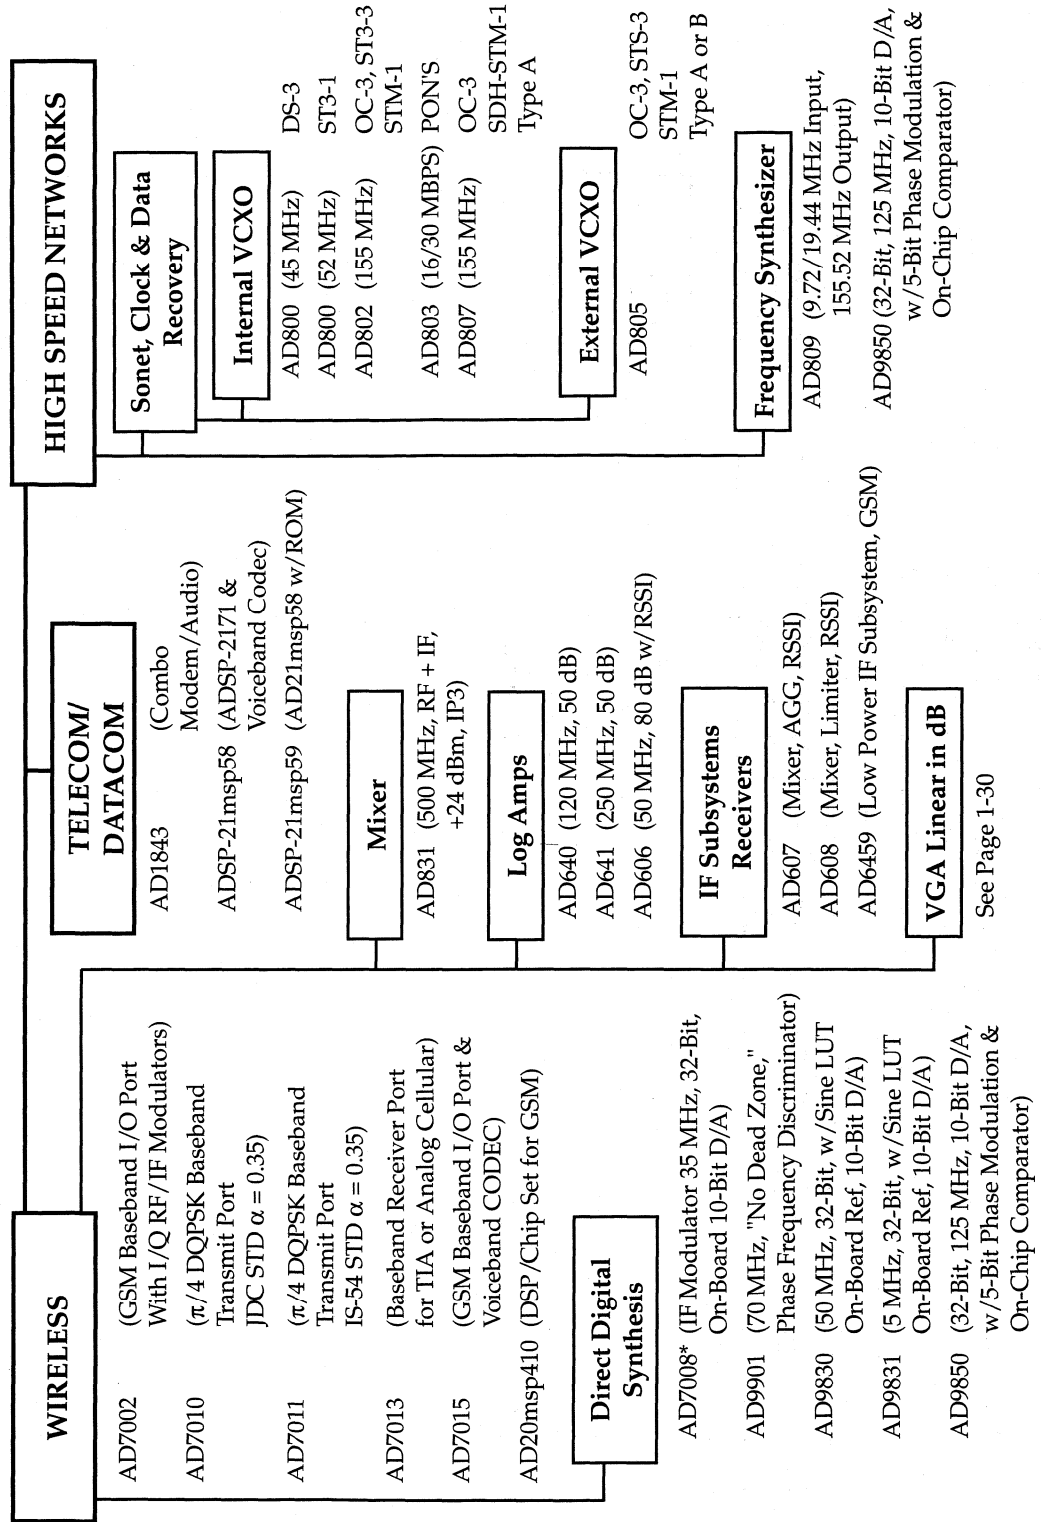 WIRELESS
AD7002 (GSM Baseband I/O Port
With I/Q RF/IF Modulators)
AD7010 (π/4 DQPSK Baseband
Transmit Port
JDC STD α = 0.35)
AD7011 (π/4 DQPSK Baseband
Transmit Port
IS-54 STD α = 0.35)
AD7013 (Baseband Receiver Port
for TIA or Analog Cellular)
AD7015 (GSM Baseband I/O Port &
Voiceband CODEC)
AD20msp410 (DSP/Chip Set for GSM)
Direct Digital
Synthesis
AD7008* (IF Modulator 35 MHz, 32-Bit,
On-Board 10-Bit D/A)
AD9901 (70 MHz, "No Dead Zone,"
Phase Frequency Discriminator)
AD9830 (50 MHz, 32-Bit, w/Sine LUT
On-Board Ref, 10-Bit D/A)
AD9831 (5 MHz, 32-Bit, w/Sine LUT
On-Board Ref, 10-Bit D/A)
AD9850 (32-Bit, 125 MHz, 10-Bit D/A,
w/5-Bit Phase Modulation &
On-Chip Comparator)
TELECOM/
DATACOM
AD1843 (Combo
Modem/Audio)
ADSP-21msp58 (ADSP-2171 &
Voiceband Codec)
ADSP-21msp59 (AD21msp58 w/ROM)
Mixer
AD831 (500 MHz, RF + IF,
+24 dBm, IP3)
Log Amps
AD640 (120 MHz, 50 dB)
AD641 (250 MHz, 50 dB)
AD606 (50 MHz, 80 dB w/RSSI)
IF Subsystems
Receivers
AD607 (Mixer, AGG, RSSI)
AD608 (Mixer, Limiter, RSSI)
AD6459 (Low Power IF Subsystem, GSM)
VGA Linear in dB
See Page 1-30
HIGH SPEED NETWORKS
Sonet, Clock & Data
Recovery
Internal VCXO
AD800 (45 MHz) DS-3
AD800 (52 MHz) ST3-1
AD802 (155 MHz) OC-3, ST3-3
STM-1
AD803 (16/30 MBPS) PON'S
AD807 (155 MHz) OC-3
SDH-STM-1
Type A
External VCXO
AD805 OC-3, STS-3
STM-1
Type A or B
Frequency Synthesizer
AD809 (9.72/19.44 MHz Input,
155.52 MHz Output)
AD9850 (32-Bit, 125 MHz, 10-Bit D/A,
w/5-Bit Phase Modulation &
On-Chip Comparator)